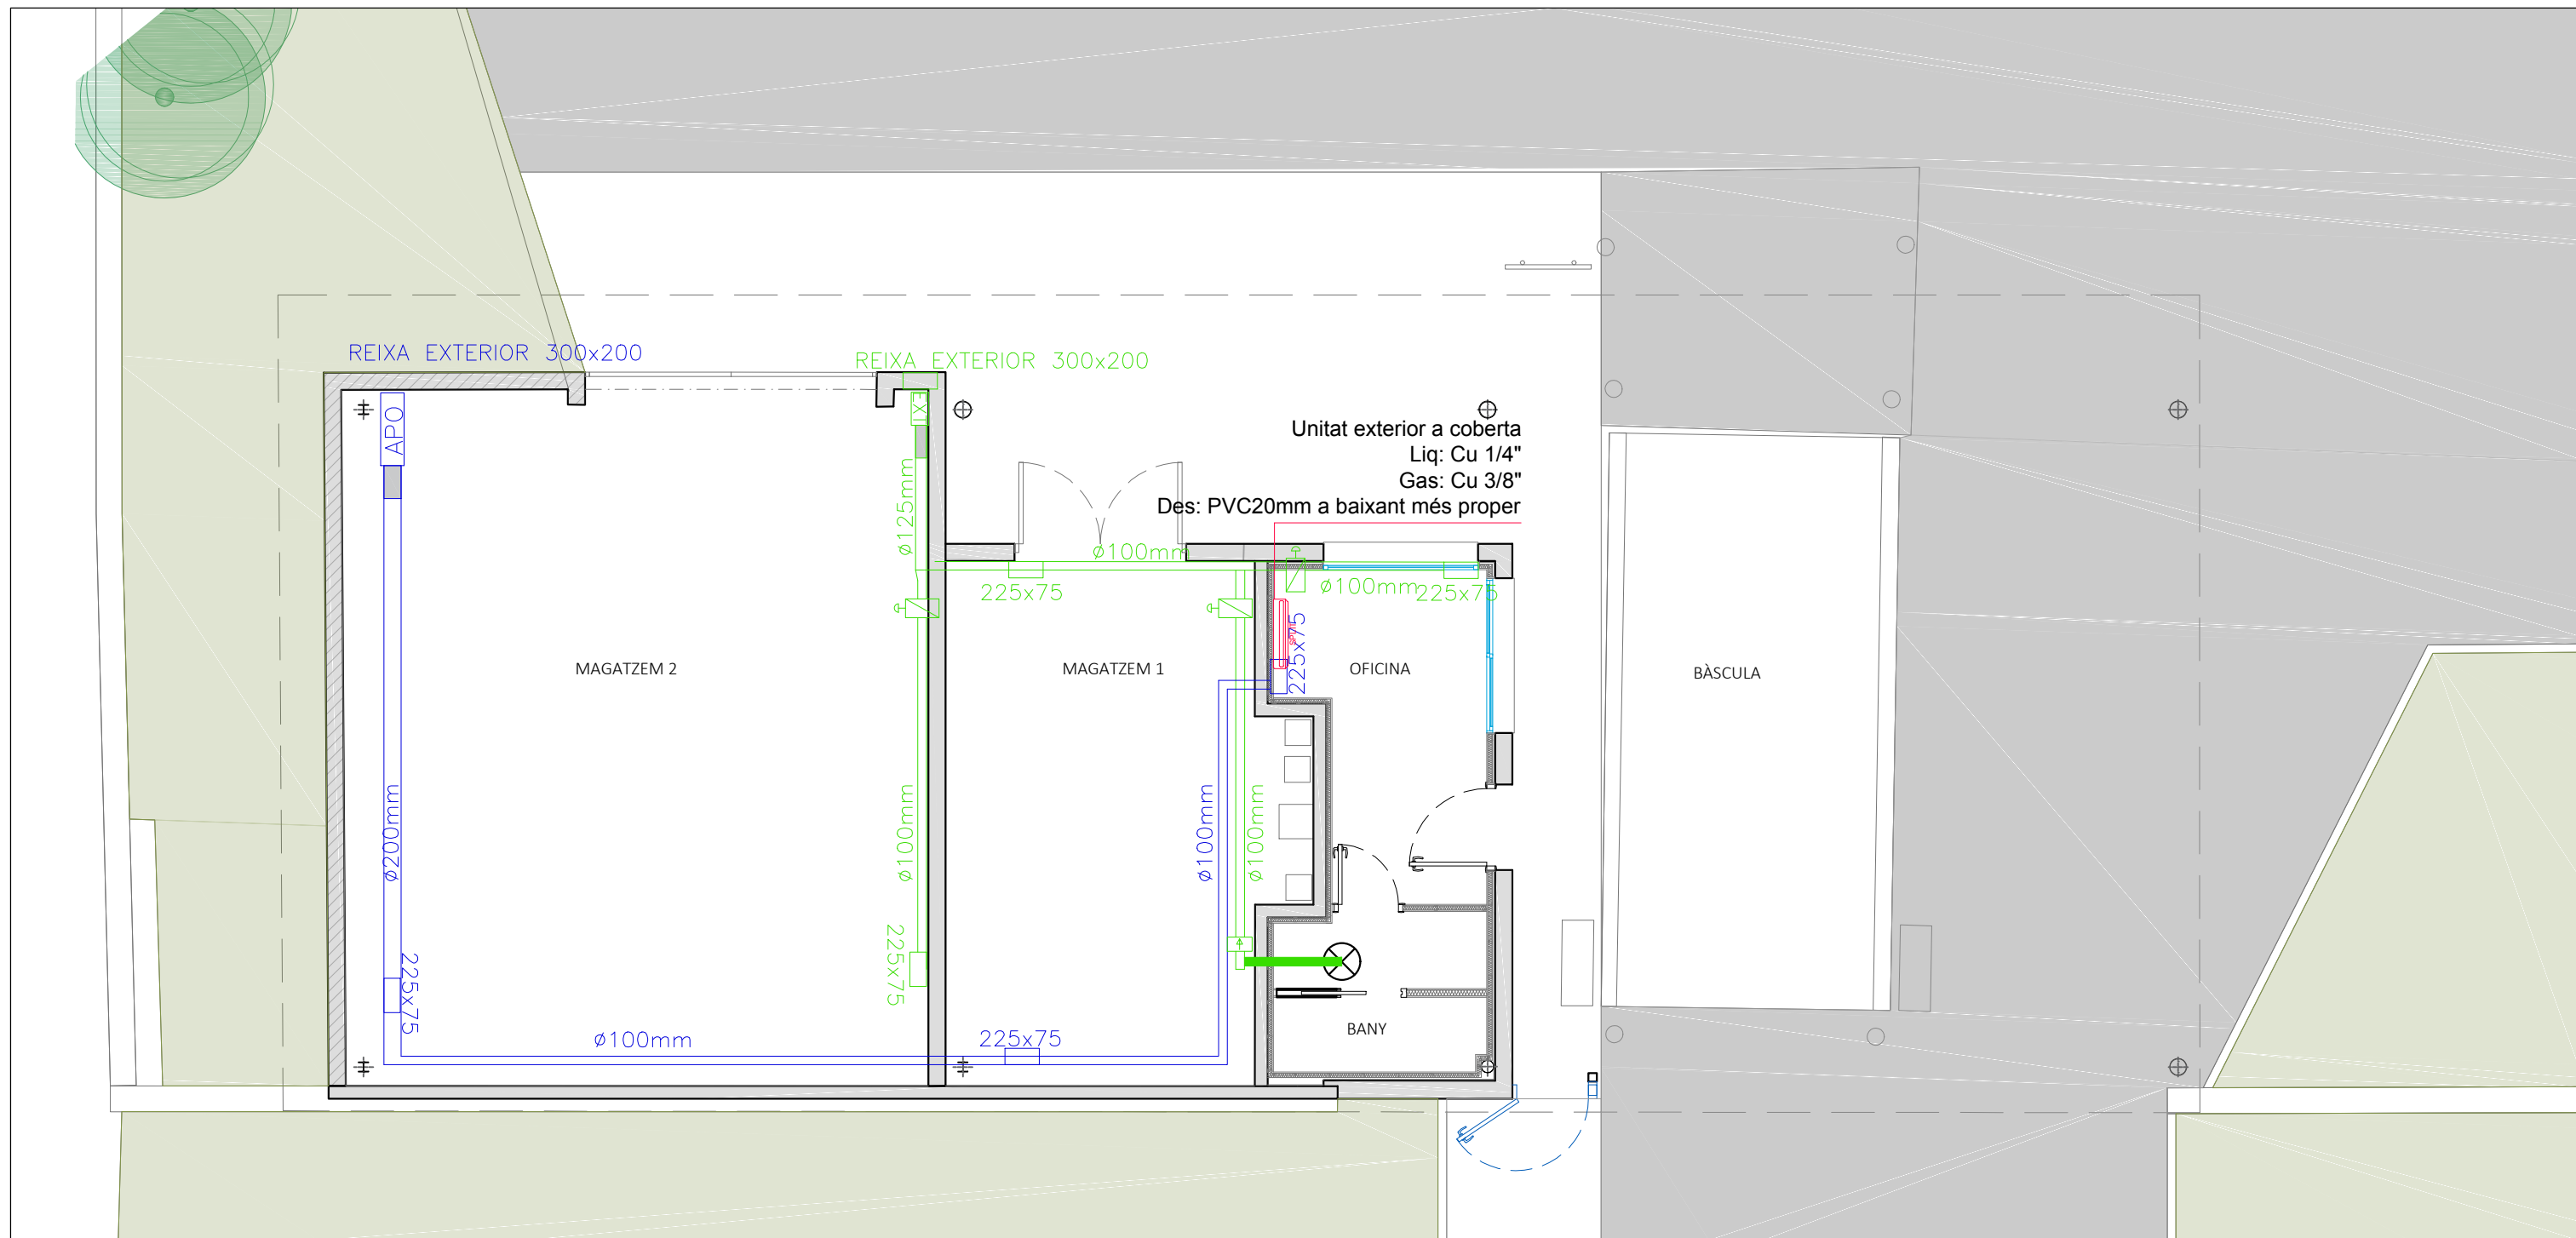 REIXA EXTERIOR 300x200
REIXA EXTERIOR 300x200
APO
EXT
Unitat exterior a coberta
Liq: Cu 1/4"
Gas: Cu 3/8"
Des: PVC20mm a baixant més proper
ø125mm
ø100mm
225x75
ø100mm
225x75
SPLIT
225x75
MAGATZEM 2
MAGATZEM 1
OFICINA
BÀSCULA
ø200mm
ø100mm
ø100mm
ø100mm
225x75
225x75
ø100mm
225x75
BANY